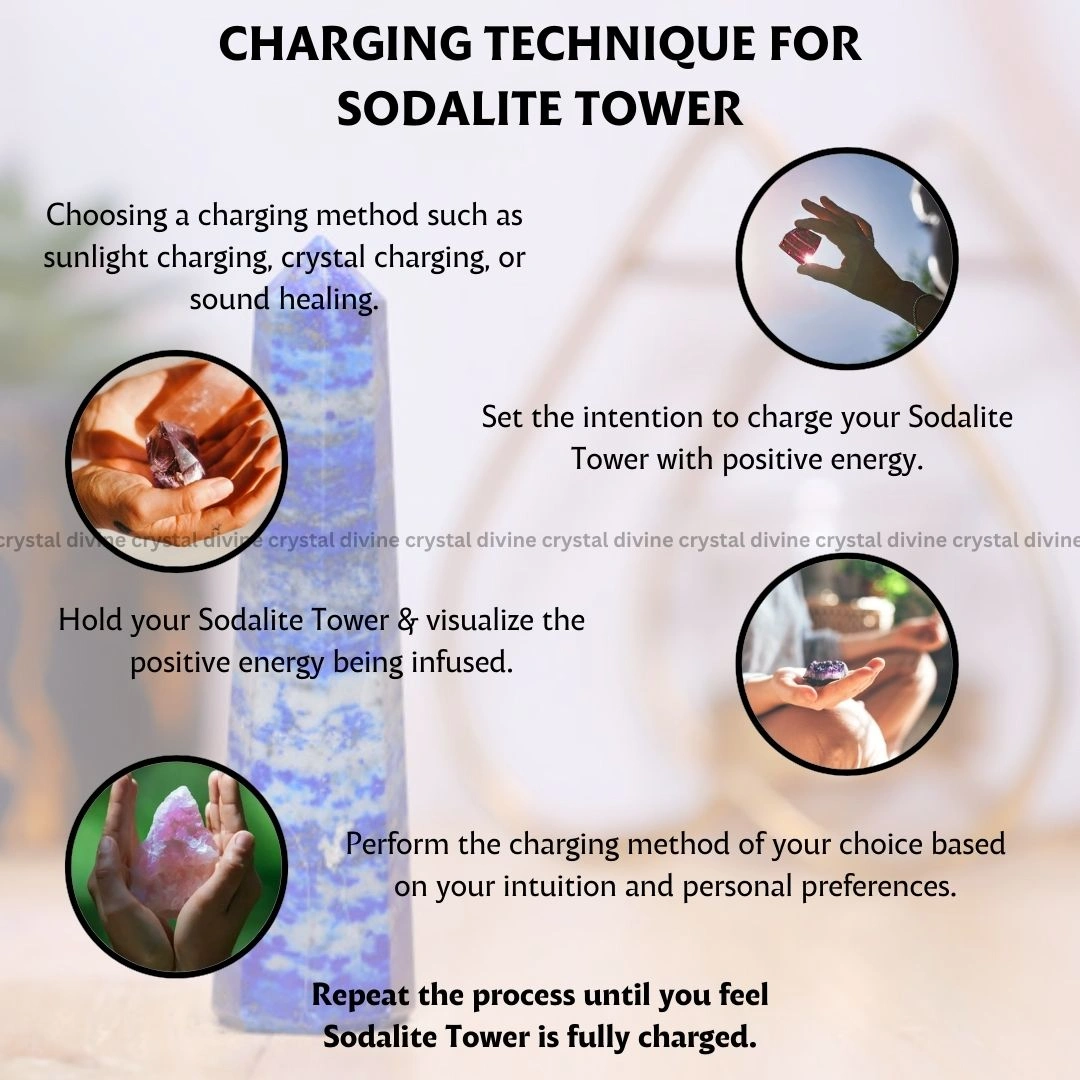 CHARGING TECHNIQUE FOR
SODALITE TOWER
Choosing a charging method such as
sunlight charging, crystal charging, or
sound healing.
Set the intention to charge your Sodalite
Tower with positive energy.
crystal divine crystal divine crystal divine crystal divine crystal divine crystal divine crystal divine crystal divine
Hold your Sodalite Tower & visualize the
positive energy being infused.
Perform the charging method of your choice based
on your intuition and personal preferences.
Repeat the process until you feel
Sodalite Tower is fully charged.